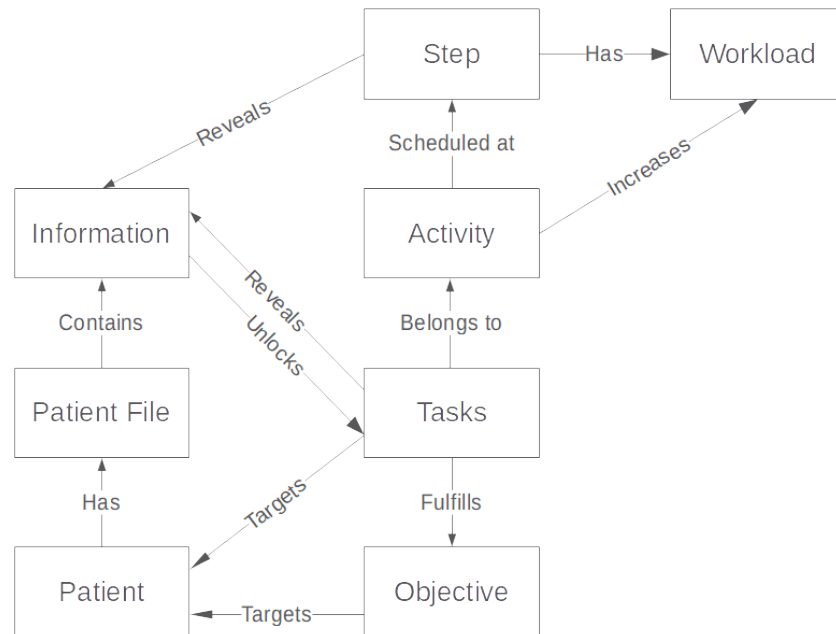 Step
Has
Workload
Reveals
Scheduled at
Increases
Information
Activity
Reveals
Unlocks
Contains
Belongs to
Patient File
Tasks
Has
Targets
Fulfills
Patient
Targets
Objective